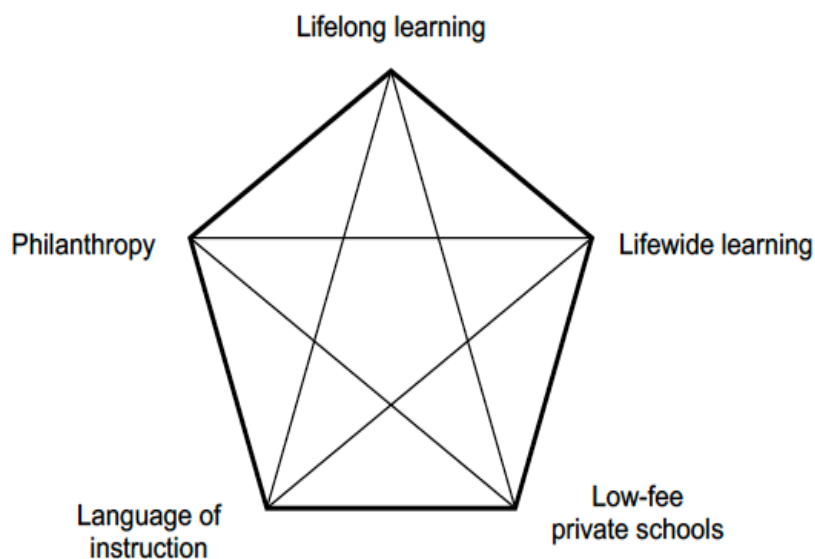 Lifelong learning
Philanthropy
Lifewide learning
Language of
instruction
Low-fee
private schools